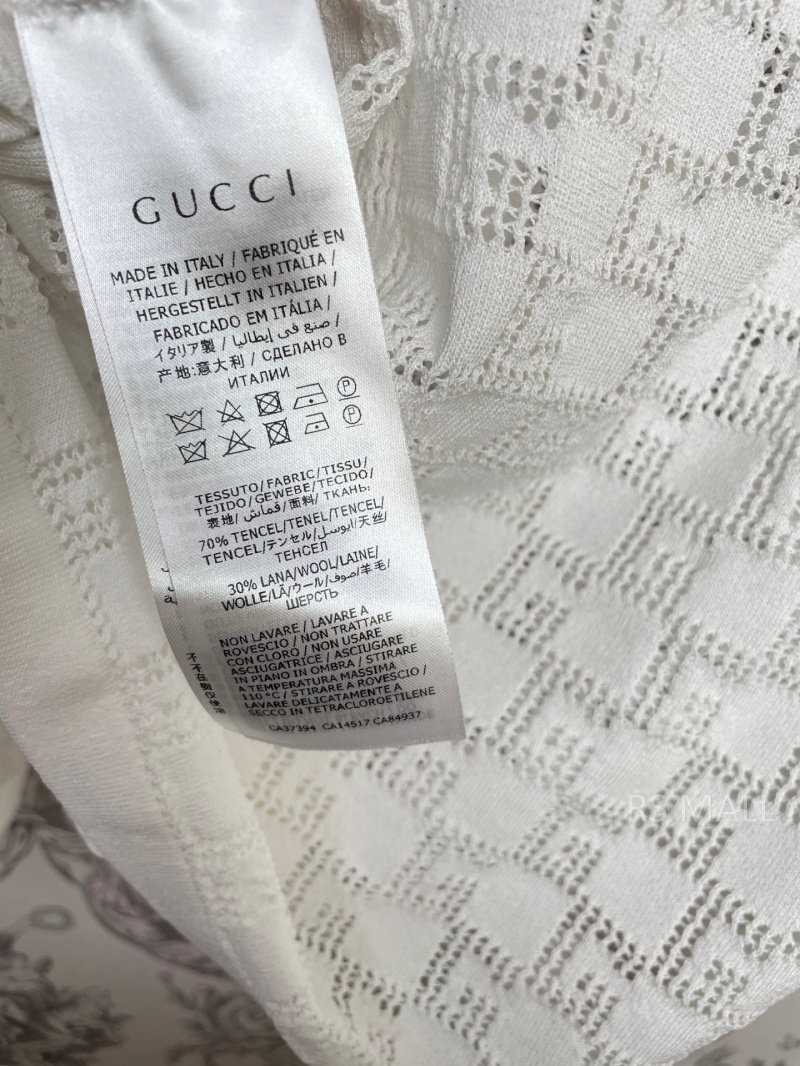 GUCCI
MADE IN ITALY / FABRIQUÉ EN
ITALIE / HECHO EN ITALIA /
HERGESTELLT IN ITALIEN /
FABRICADO EM ITÁLIA /
イタリア製 / صنع في إيطاليا /
产地:意大利 / СДЕЛАНО В
ИТАЛИИ
TESSUTO/FABRIC/TISSU/
TEJIDO/GEWEBE/TECIDO/
表地/ قماش /面料/ ТКАНЬ:
70% TENCEL/TENEL/TENCEL/
TENCEL/テンセル/ايوسل/天丝/
ТЕНСЕЛ
30% LANA/WOOL/LAINE/
WOLLE/LÃ/ウール/صوف/羊毛/
ШЕРСТЬ
NON LAVARE / LAVARE A
ROVESCIO / NON TRATTARE
CON CLORO / NON USARE
ASCIUGATRICE / ASCIUGARE
IN PIANO IN OMBRA / STIRARE
A TEMPERATURA MASSIMA
110 °C / STIRARE A ROVESCIO /
LAVARE DELICATAMENTE A
SECCO IN TETRACLOROETILENE
CA37394 CA14517 CA84937
RS MALL